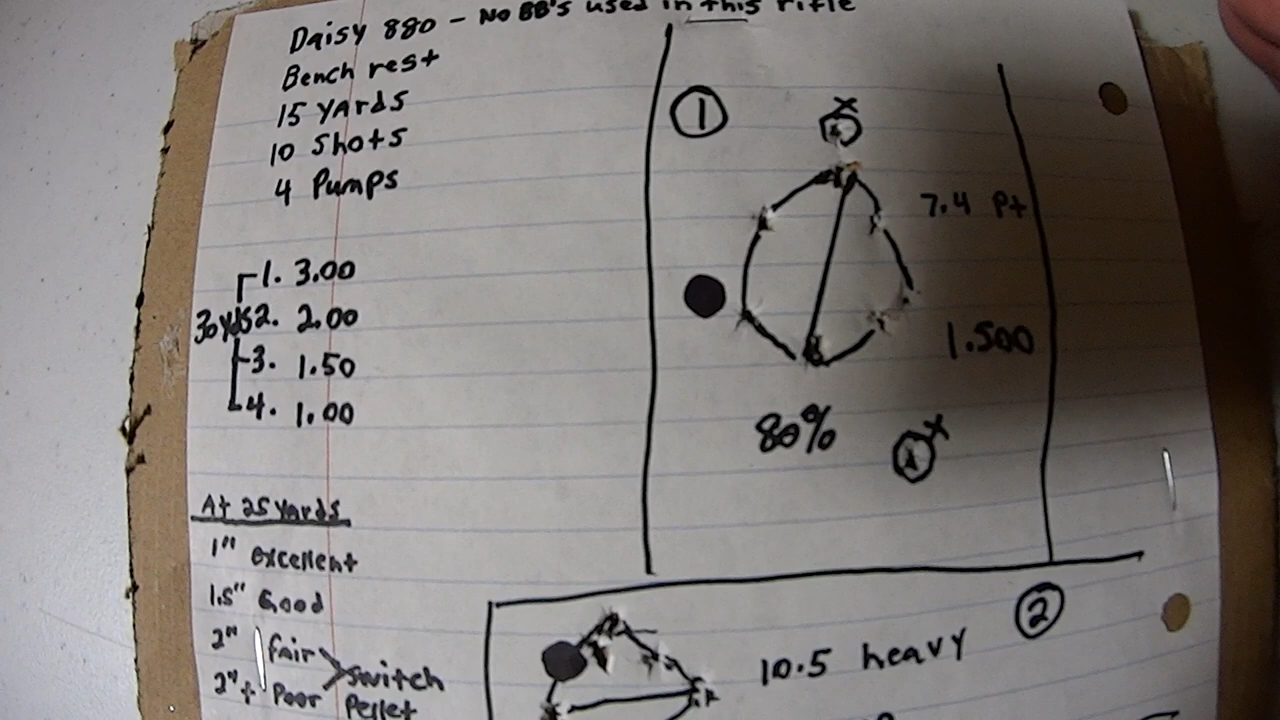 Daisy 880 - No BB's used in this rifle
Bench rest
15 yards
10 Shots
4 Pumps
1. 3.00
30 yds 2. 2.00
3. 1.50
4. 1.00
At 25 yards
1" excellent
1.5" Good
2" fair
2"+ Poor
Switch
Pellet
1
x
7.4 Pt
1.500
80%
x
2
10.5 heavy